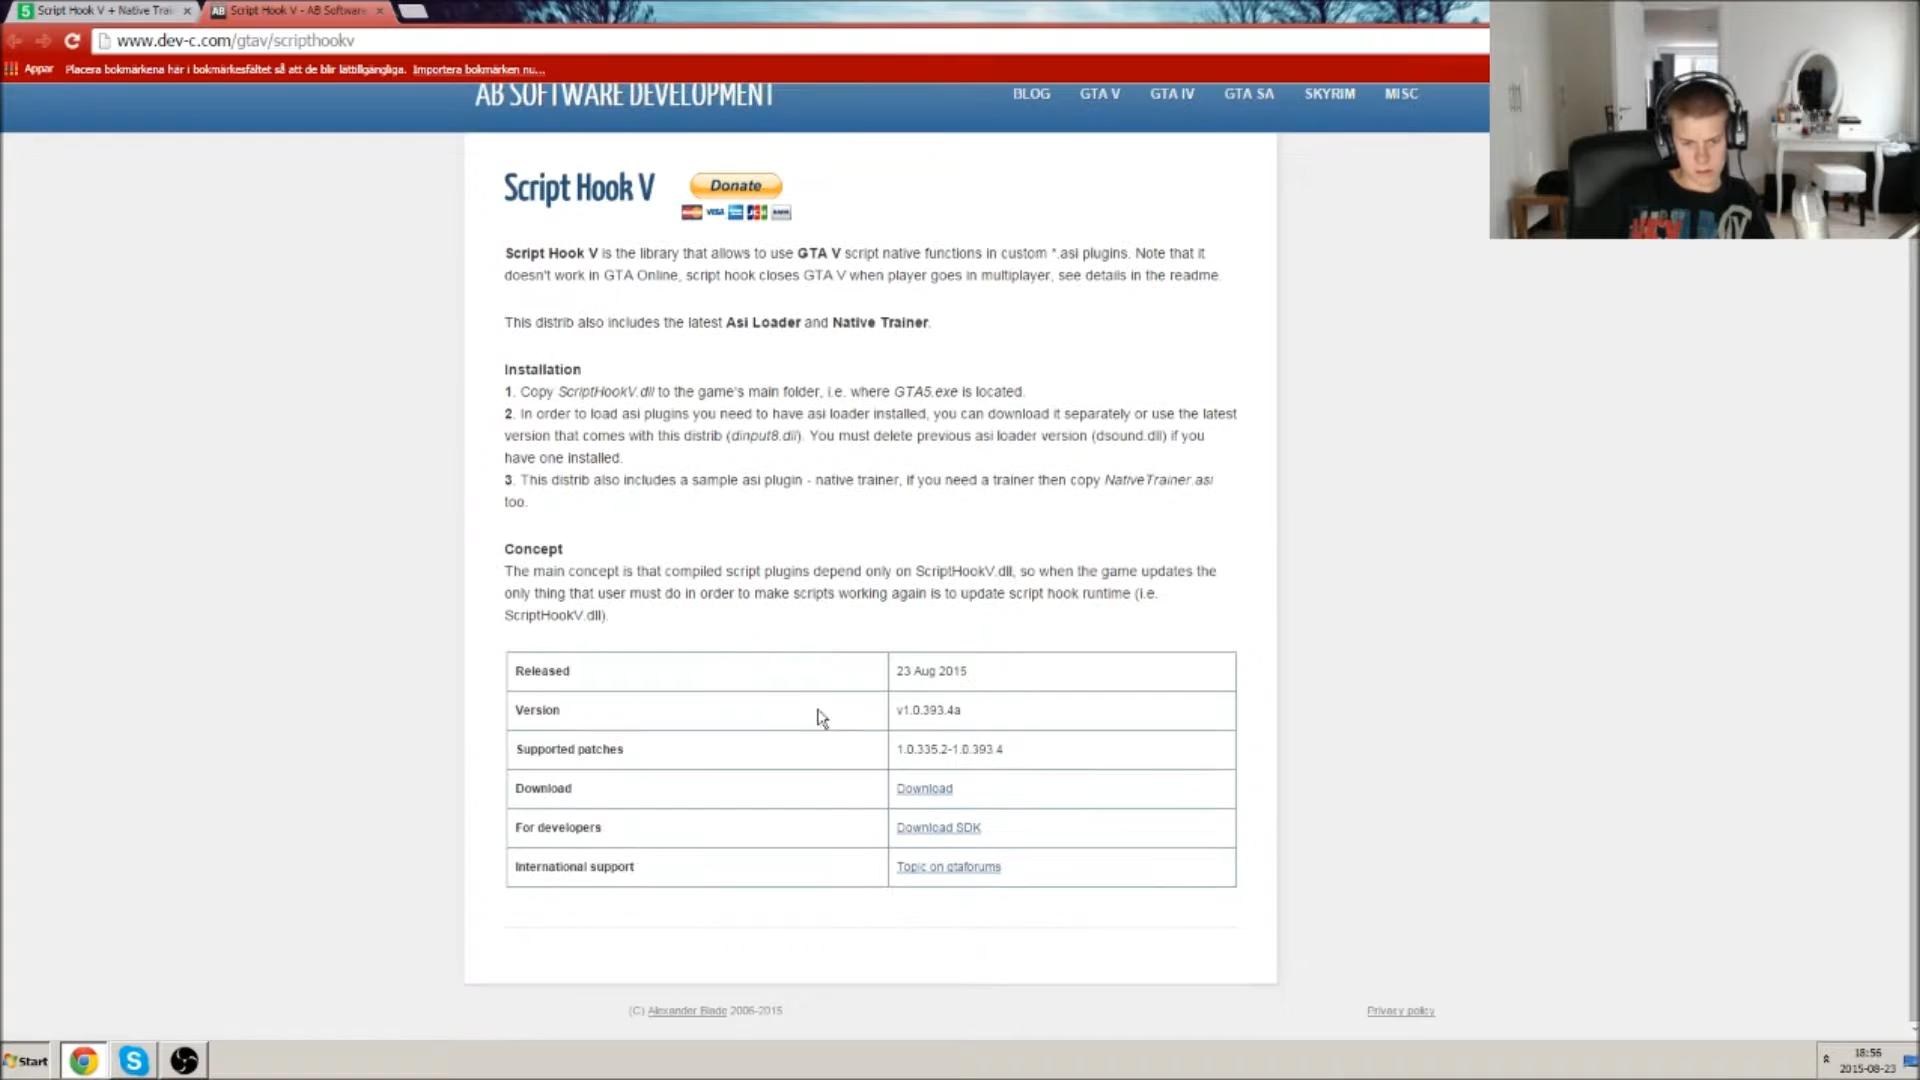 Script Hook V + Native Trai
Script Hook V - AB Software
www.dev-c.com/gtav/scripthookv
Appar Placera bokmärkena här i bokmärkesfältet så att de blir lättillgängliga. Importera bokmärken nu...
AB SOFTWARE DEVELOPMENT
BLOG GTA V GTA IV GTA SA SKYRIM MISC
Script Hook V
Donate
VISA
Script Hook V is the library that allows to use GTA V script native functions in custom *.asi plugins. Note that it
doesn't work in GTA Online, script hook closes GTA V when player goes in multiplayer, see details in the readme.
This distrib also includes the latest Asi Loader and Native Trainer.
Installation
1. Copy ScriptHookV.dll to the game's main folder, i.e. where GTA5.exe is located.
2. In order to load asi plugins you need to have asi loader installed, you can download it separately or use the latest
version that comes with this distrib (dinput8.dll). You must delete previous asi loader version (dsound.dll) if you
have one installed.
3. This distrib also includes a sample asi plugin - native trainer, if you need a trainer then copy NativeTrainer.asi
too.
Concept
The main concept is that compiled script plugins depend only on ScriptHookV.dll, so when the game updates the
only thing that user must do in order to make scripts working again is to update script hook runtime (i.e.
ScriptHookV.dll).
Released 23 Aug 2015
Version v1.0.393.4a
Supported patches 1.0.335.2-1.0.393.4
Download Download
For developers Download SDK
International support Topic on gtaforums
(C) Alexander Blade 2006-2015
Privacy policy
Start
18:56
2015-08-23